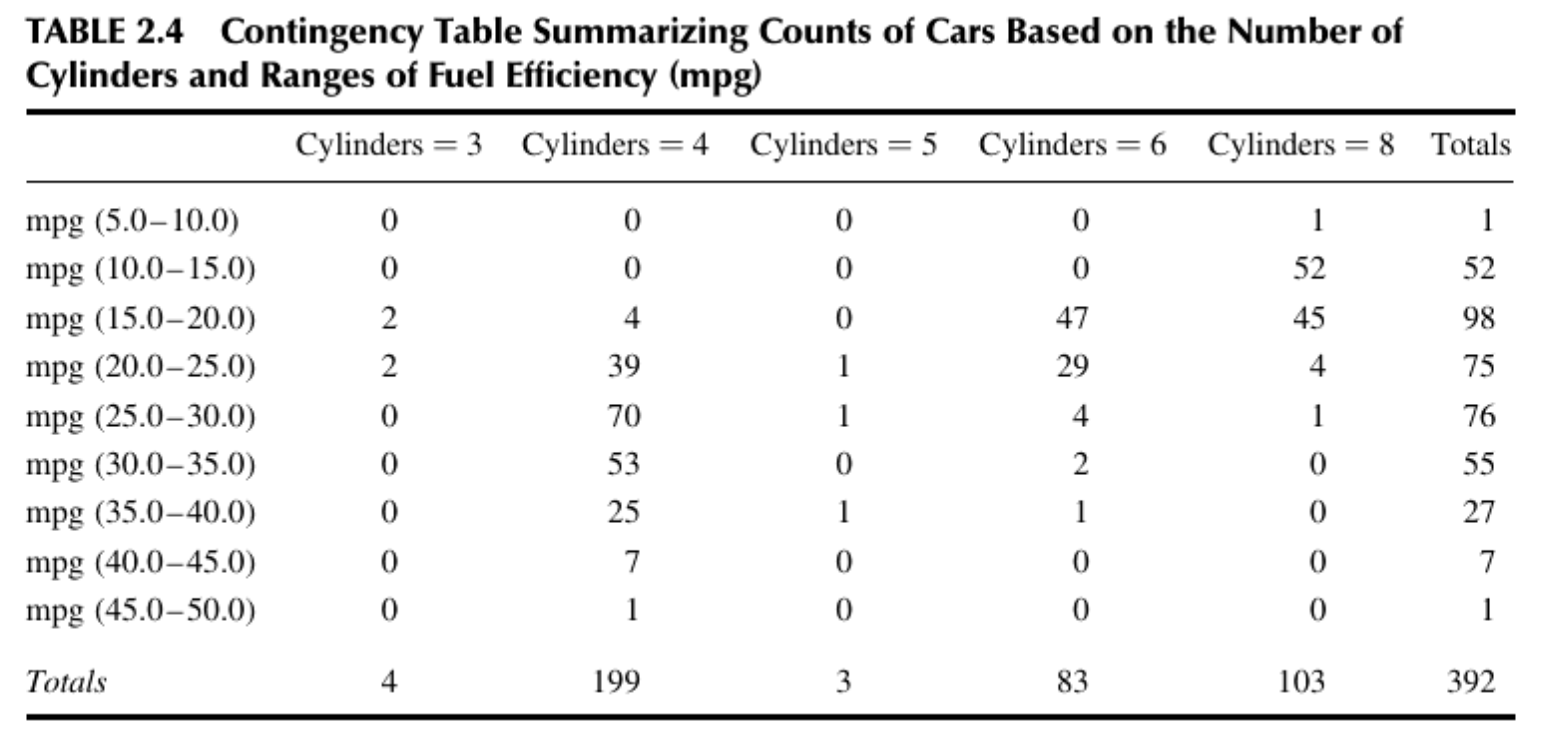 TABLE 2.4 Contingency Table Summarizing Counts of Cars Based on the Number of
Cylinders and Ranges of Fuel Efficiency (mpg)
Cylinders = 3 Cylinders = 4 Cylinders = 5 Cylinders = 6 Cylinders = 8 Totals
mpg (5.0–10.0) 0 0 0 0 1 1
mpg (10.0–15.0) 0 0 0 0 52 52
mpg (15.0–20.0) 2 4 0 47 45 98
mpg (20.0–25.0) 2 39 1 29 4 75
mpg (25.0–30.0) 0 70 1 4 1 76
mpg (30.0–35.0) 0 53 0 2 0 55
mpg (35.0–40.0) 0 25 1 1 0 27
mpg (40.0–45.0) 0 7 0 0 0 7
mpg (45.0–50.0) 0 1 0 0 0 1
Totals 4 199 3 83 103 392